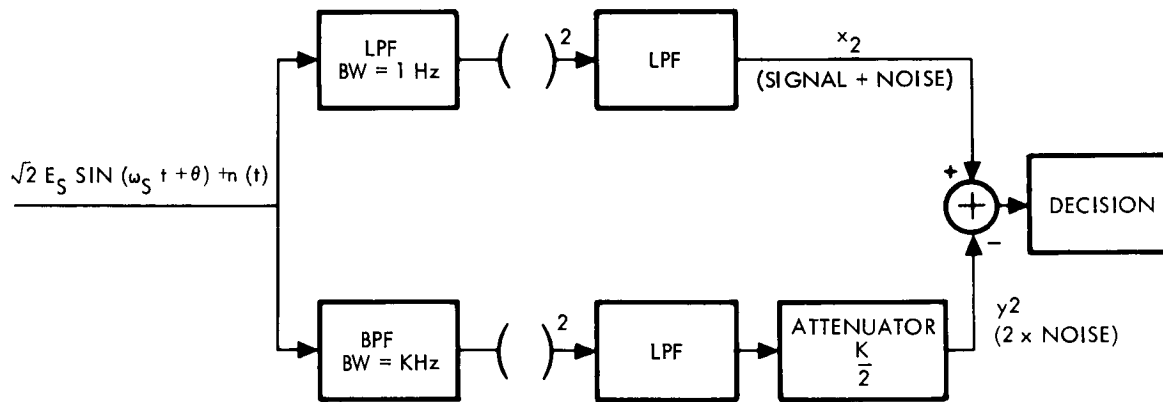 √2 E_S SIN (ω_S t + θ) +n (t)
LPF
BW = 1 Hz
( )²
LPF
x₂
(SIGNAL + NOISE)
+
+
−
DECISION
BPF
BW = KHz
( )²
LPF
ATTENUATOR
K
2
y2
(2 x NOISE)